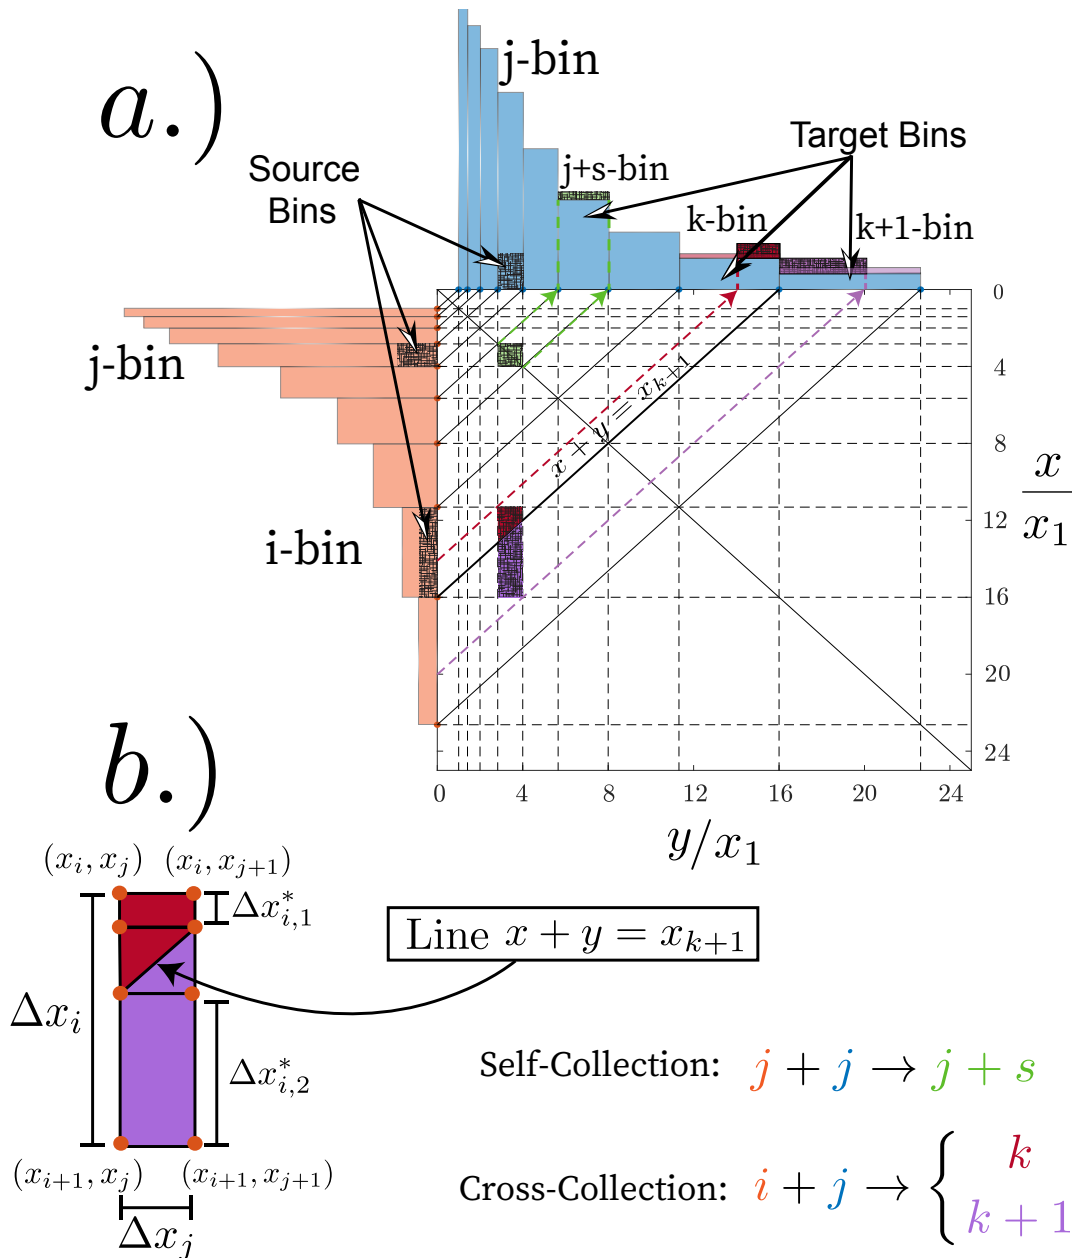 a.)
j-bin
Source
Bins
j+s-bin
Target Bins
k-bin
k+1-bin
j-bin
i-bin
x + y = x_{k+1}
0
4
8
12
16
20
24
x
x_1
0
4
8
12
16
20
24
y/x_1
b.)
(x_i, x_j)
(x_i, x_{j+1})
Δx^*_{i,1}
Line x + y = x_{k+1}
Δx_i
Δx^*_{i,2}
(x_{i+1}, x_j)
(x_{i+1}, x_{j+1})
Δx_j
Self-Collection: j + j → j + s
Cross-Collection: i + j → {
k
k + 1